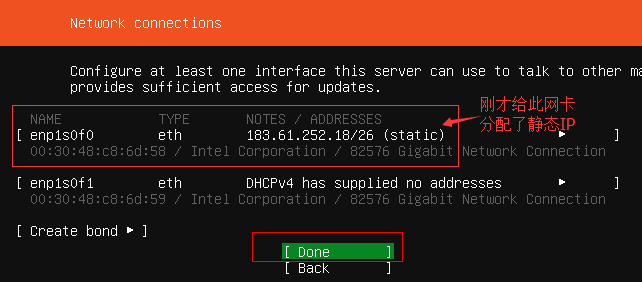 Network connections
Configure at least one interface this server can use to talk to other ma
provides sufficient access for updates.
NAME TYPE NOTES / ADDRESSES
[ enp1s0f0 eth 183.61.252.18/26 (static) ▶ ]
00:30:48:c8:6d:58 / Intel Corporation / 82576 Gigabit Network Connection
刚才给此网卡
分配了静态IP
[ enp1s0f1 eth DHCPv4 has supplied no addresses ▶ ]
00:30:48:c8:6d:59 / Intel Corporation / 82576 Gigabit Network Connection
[ Create bond ▶ ]
[ Done ]
[ Back ]